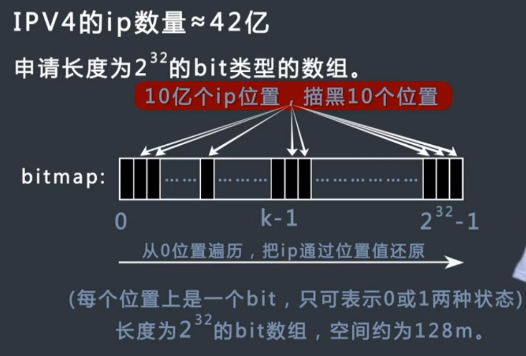 IPV4的ip数量≈42亿
申请长度为2³²的bit类型的数组。
10亿个ip位置，描黑10个位置
bitmap:
…… …… …… ………………
0 k-1 2³²-1
从0位置遍历，把ip通过位置值还原
(每个位置上是一个bit，只可表示0或1两种状态)
长度为2³²的bit数组，空间约为128m。